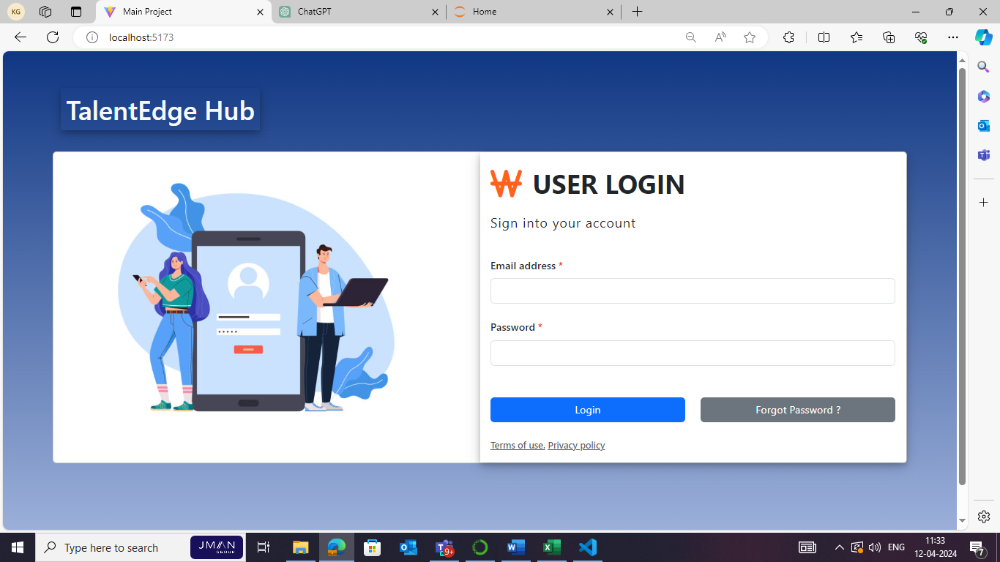 KG
Main Project
ChatGPT
Home
localhost:5173
TalentEdge Hub
USER LOGIN
Sign into your account
Email address *
Password *
Login
Forgot Password ?
Terms of use. Privacy policy
Type here to search
JMAN
GROUP
9+
ENG
11:33
12-04-2024
7